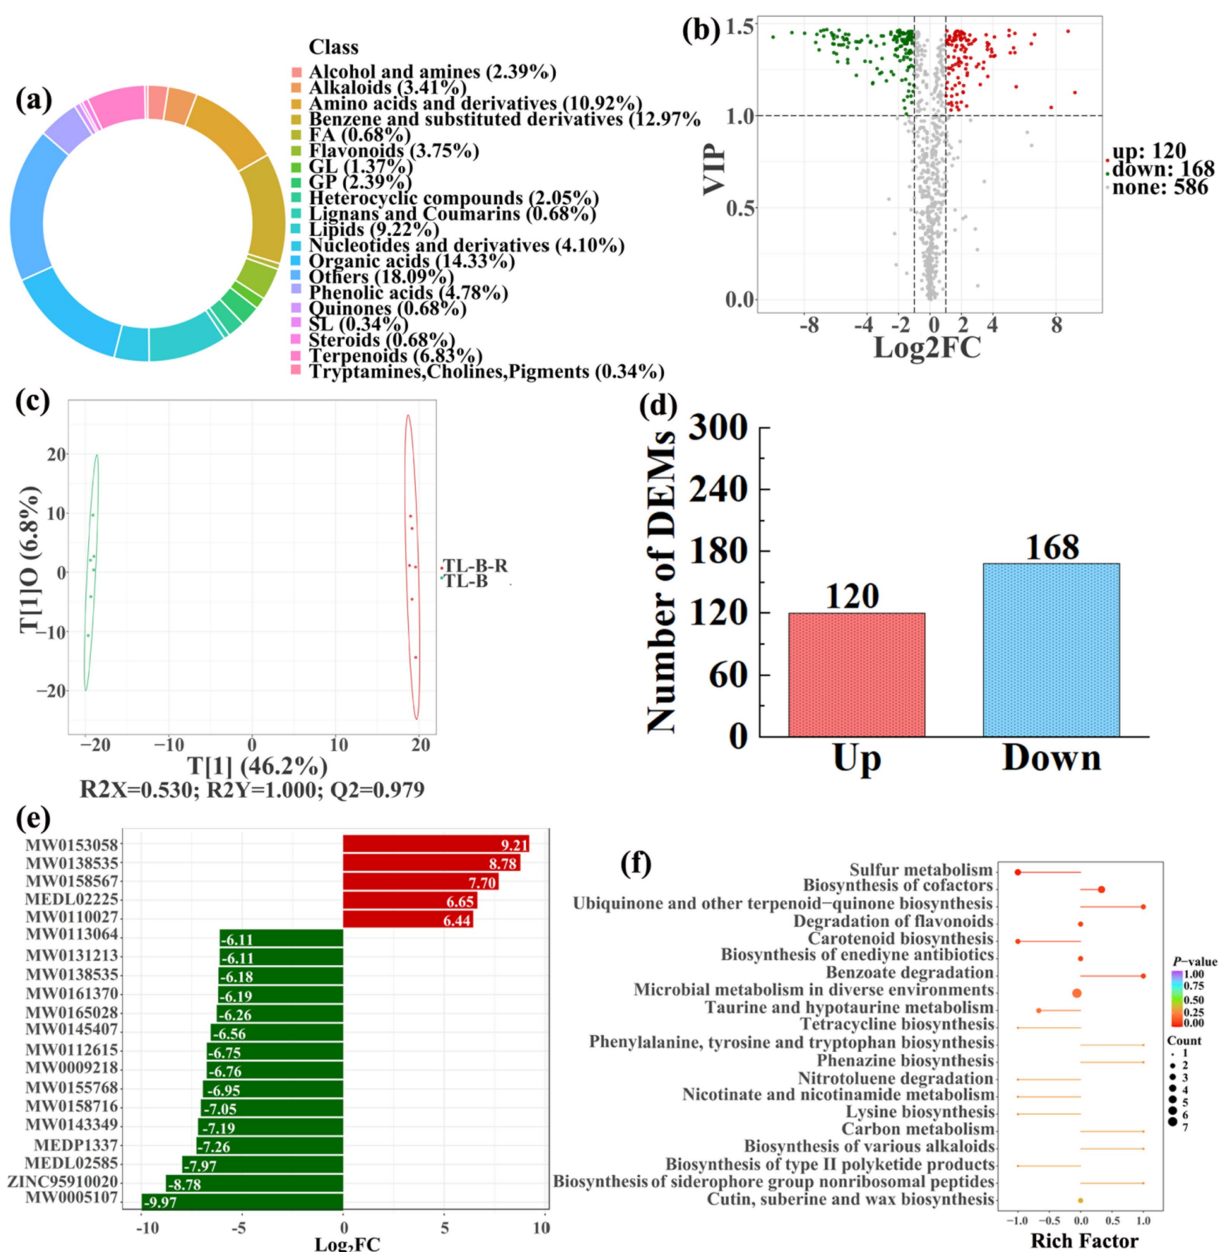 (a)
Class
Alcohol and amines (2.39%)
Alkaloids (3.41%)
Amino acids and derivatives (10.92%)
Benzene and substituted derivatives (12.97%
FA (0.68%)
Flavonoids (3.75%)
GL (1.37%)
GP (2.39%)
Heterocyclic compounds (2.05%)
Lignans and Coumarins (0.68%)
Lipids (9.22%)
Nucleotides and derivatives (4.10%)
Organic acids (14.33%)
Others (18.09%)
Phenolic acids (4.78%)
Quinones (0.68%)
SL (0.34%)
Steroids (0.68%)
Terpenoids (6.83%)
Tryptamines,Cholines,Pigments (0.34%)
(b)
1.5
1.0
0.5
0.0
VIP
-8 -4 -2 0 2 4 8
Log2FC
up: 120
down: 168
none: 586
(c)
20
10
0
−10
−20
T[1]O (6.8%)
−20 −10 0 10 20
T[1] (46.2%)
R2X=0.530; R2Y=1.000; Q2=0.979
TL-B-R
TL-B
(d)
Number of DEMs
300
240
180
120
60
0
120
168
Up Down
(e)
MW0153058 9.21
MW0138535 8.78
MW0158567 7.70
MEDL02225 6.65
MW0110027 6.44
MW0113064 -6.11
MW0131213 -6.11
MW0138535 -6.18
MW0161370 -6.19
MW0165028 -6.26
MW0145407 -6.56
MW0112615 -6.75
MW0009218 -6.76
MW0155768 -6.95
MW0158716 -7.05
MW0143349 -7.19
MEDP1337 -7.26
MEDL02585 -7.97
ZINC95910020 -8.78
MW0005107 -9.97
-10 -5 0 5 10
Log₂FC
(f)
Sulfur metabolism
Biosynthesis of cofactors
Ubiquinone and other terpenoid−quinone biosynthesis
Degradation of flavonoids
Carotenoid biosynthesis
Biosynthesis of enediyne antibiotics
Benzoate degradation
Microbial metabolism in diverse environments
Taurine and hypotaurine metabolism
Tetracycline biosynthesis
Phenylalanine, tyrosine and tryptophan biosynthesis
Phenazine biosynthesis
Nitrotoluene degradation
Nicotinate and nicotinamide metabolism
Lysine biosynthesis
Carbon metabolism
Biosynthesis of various alkaloids
Biosynthesis of type II polyketide products
Biosynthesis of siderophore group nonribosomal peptides
Cutin, suberine and wax biosynthesis
−1.0 −0.5 0.0 0.5 1.0
Rich Factor
P−value
1.00
0.75
0.50
0.25
0.00
Count
1
2
3
4
5
6
7